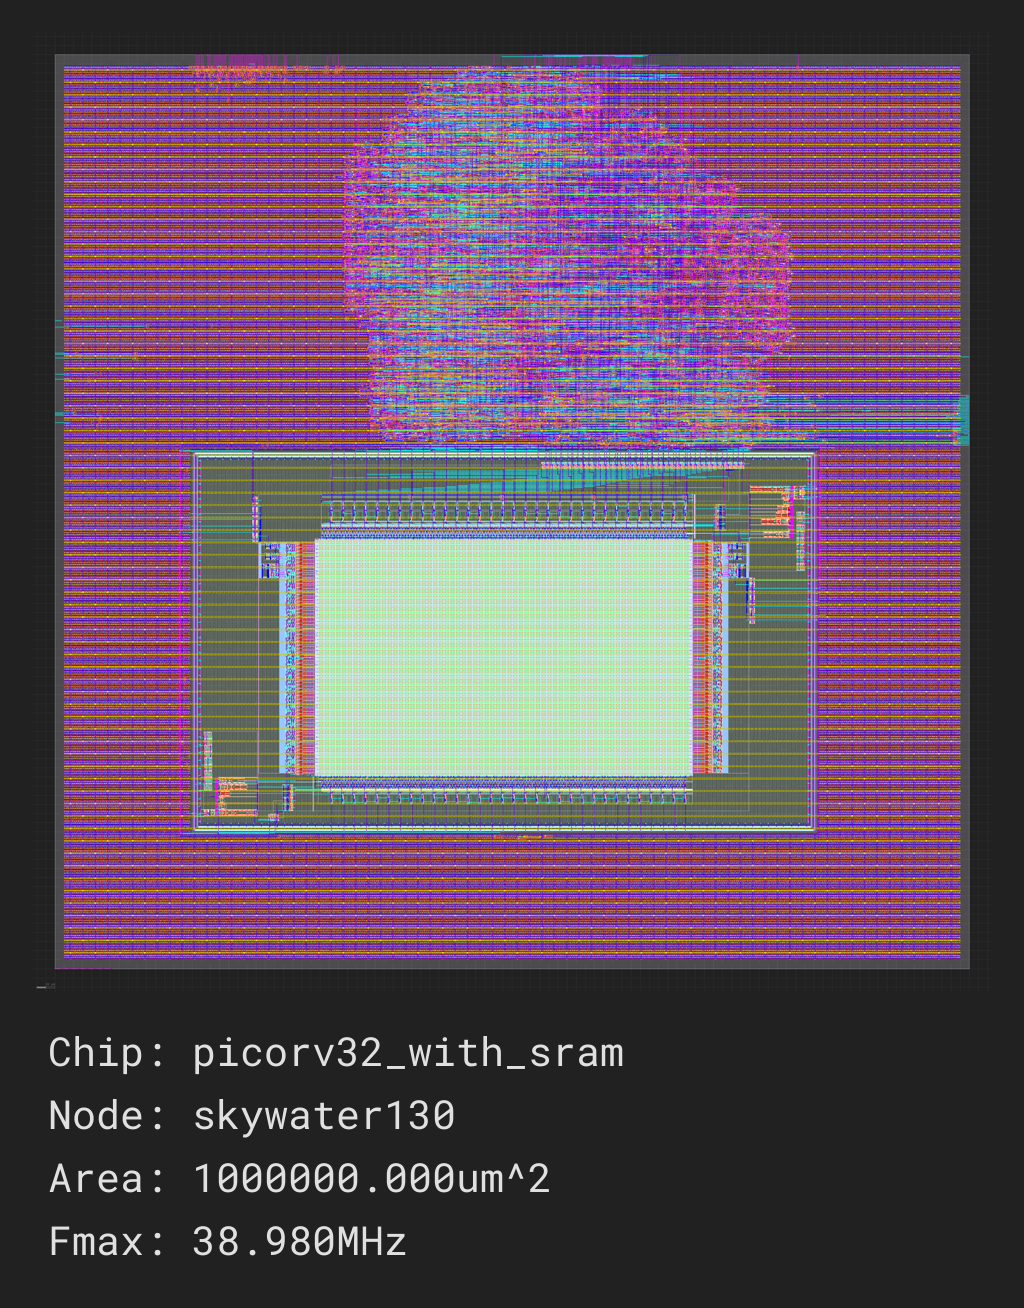 Chip: picorv32_with_sram
Node: skywater130
Area: 1000000.000um^2
Fmax: 38.980MHz